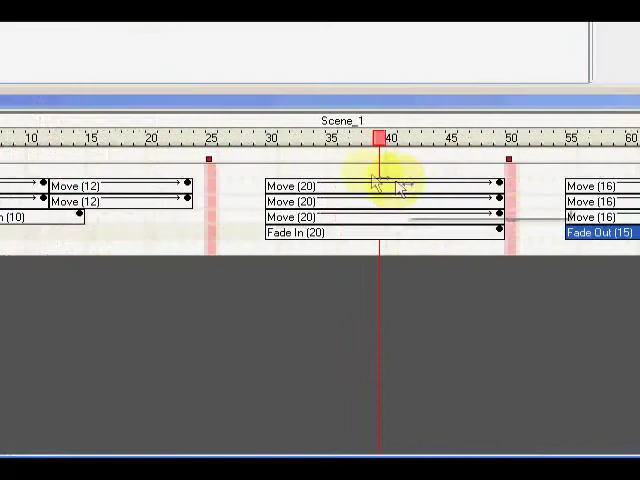 Scene_1
10 15 20 25 30 35 40 45 50 55 60
Move (12) Move (20) Move (16)
Move (12) Move (20) Move (16)
n (10) Move (20) Move (16)
Fade In (20) Fade Out (15)